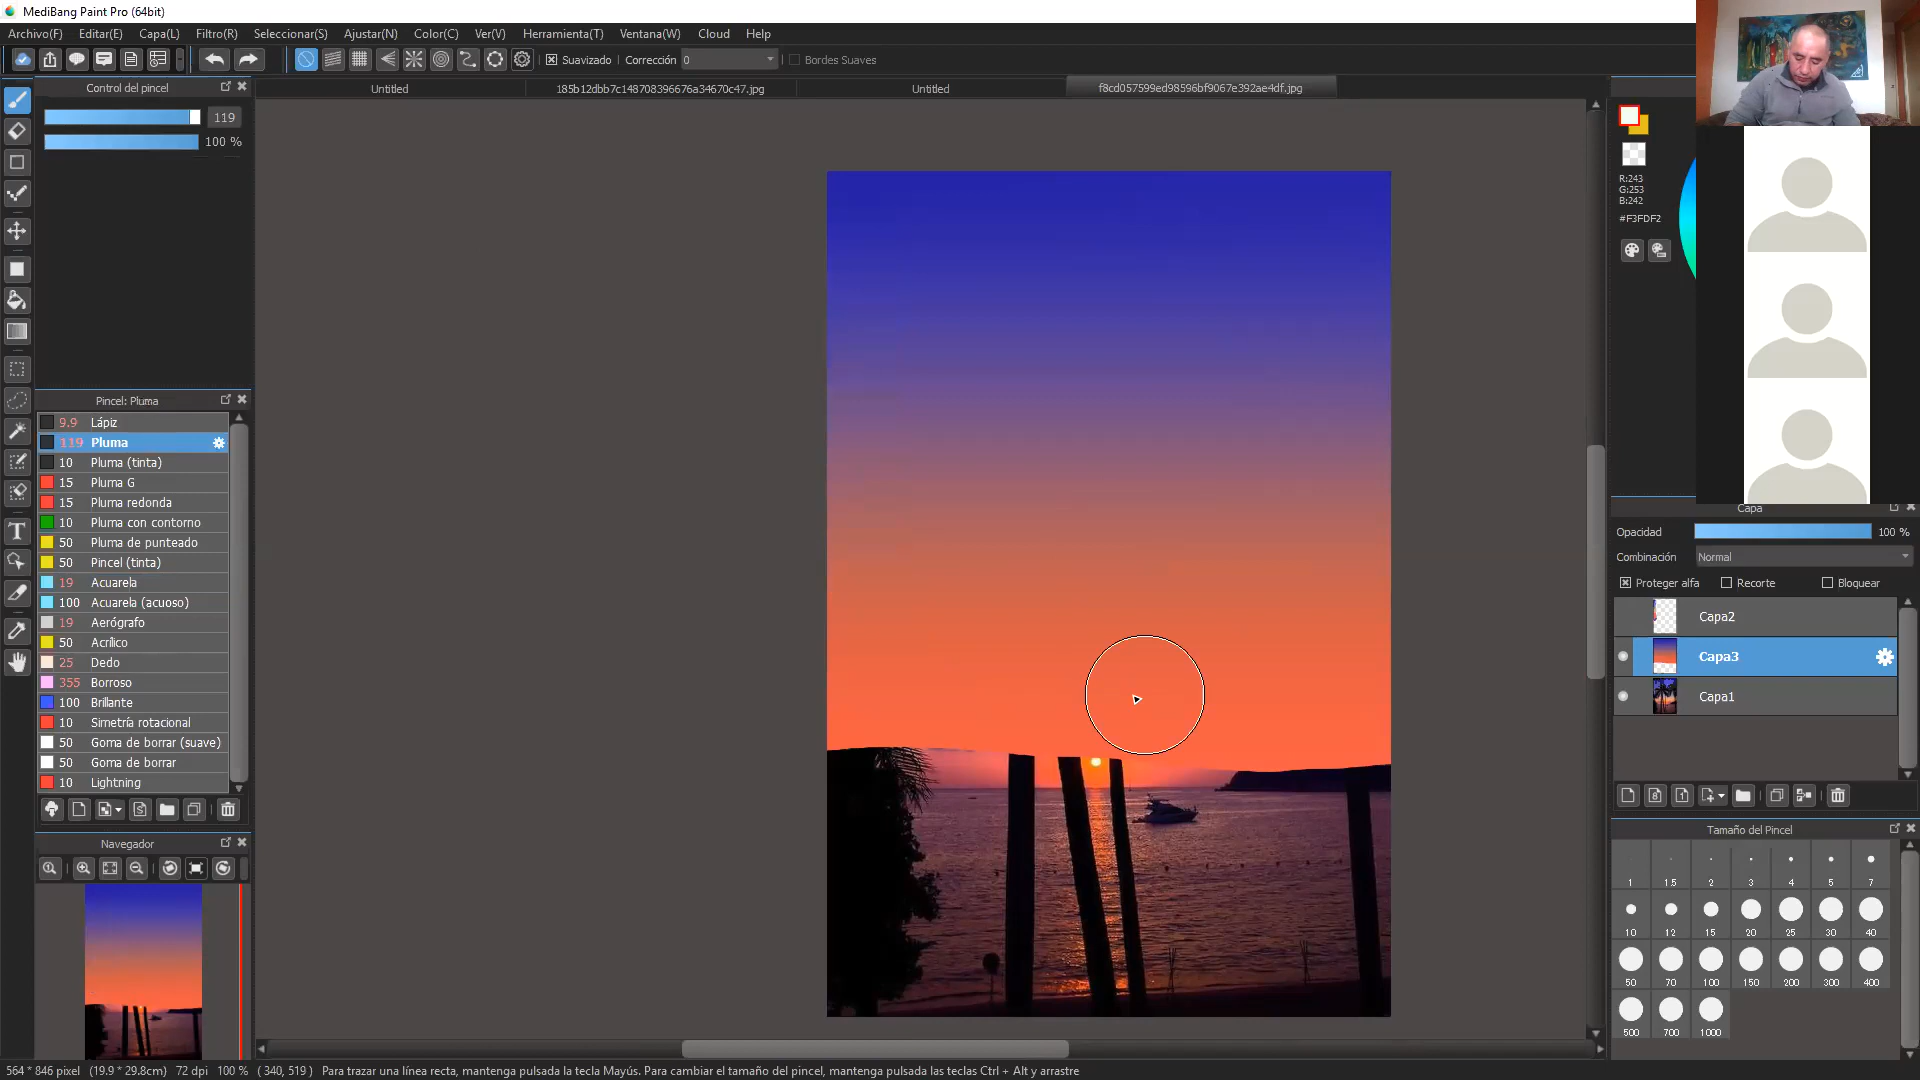 MediBang Paint Pro (64bit)
Archivo(F) Editar(E) Capa(L) Filtro(R) Seleccionar(S) Ajustar(N) Color(C) Ver(V) Herramienta(T) Ventana(W) Cloud Help
Suavizado Corrección 0 Bordes Suaves
Control del pincel
Untitled 185b12dbb7c148708396676a34670c47.jpg Untitled f8cd057599ed98596bf9067e392ae4df.jpg
119
100 %
R:243
G:253
B:242
#F3FDF2
Pincel: Pluma
9.9 Lápiz
119 Pluma
10 Pluma (tinta)
15 Pluma G
15 Pluma redonda
10 Pluma con contorno
50 Pluma de punteado
50 Pincel (tinta)
19 Acuarela
100 Acuarela (acuoso)
19 Aerógrafo
50 Acrílico
25 Dedo
355 Borroso
100 Brillante
10 Simetría rotacional
50 Goma de borrar (suave)
50 Goma de borrar
10 Lightning
Capa
Opacidad 100 %
Combinación Normal
Proteger alfa Recorte Bloquear
Capa2
Capa3
Capa1
Navegador
Tamaño del Pincel
1 1.5 2 3 4 5 7
10 12 15 20 25 30 40
50 70 100 150 200 300 400
500 700 1000
564 * 846 pixel (19.9 * 29.8cm) 72 dpi 100 % ( 340, 519 ) Para trazar una línea recta, mantenga pulsada la tecla Mayús. Para cambiar el tamaño del pincel, mantenga pulsadas las teclas Ctrl + Alt y arrastre